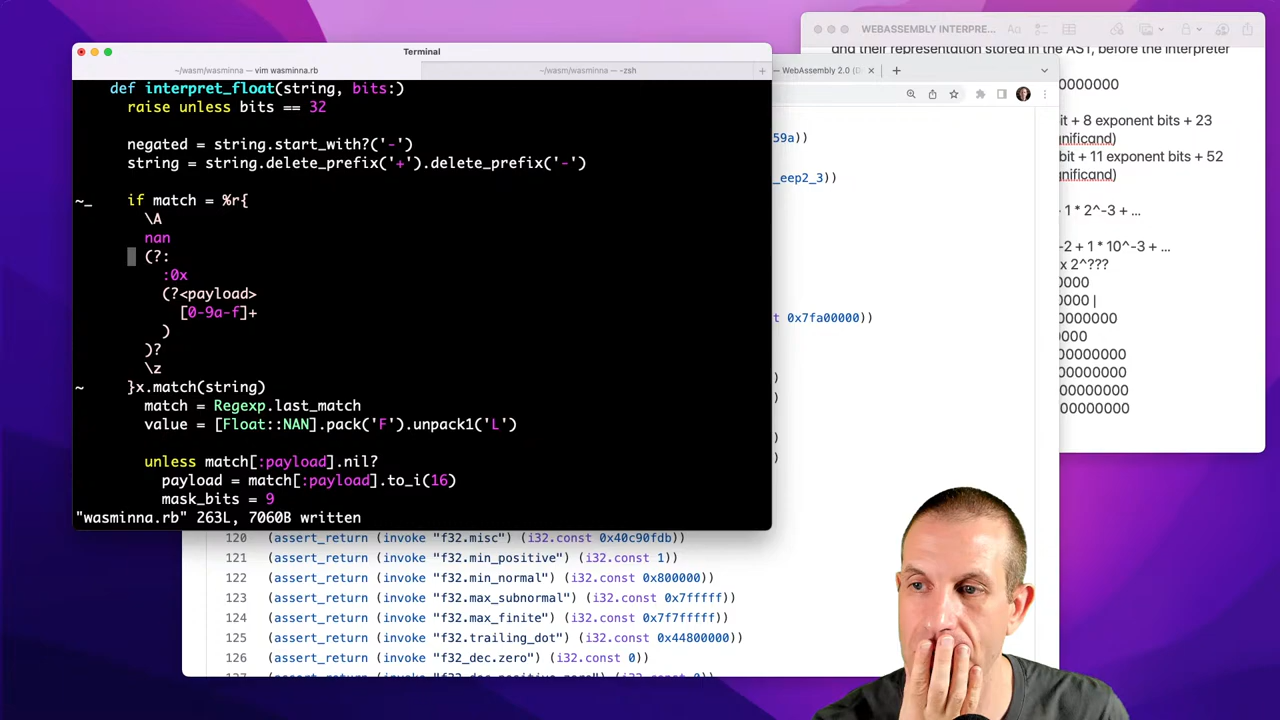 Terminal
~/wasm/wasminna — vim wasminna.rb
~/wasm/wasminna — -zsh
+
def interpret_float(string, bits:)
raise unless bits == 32
negated = string.start_with?('-')
string = string.delete_prefix('+').delete_prefix('-')
~_ if match = %r{
\A
nan
(?:
:0x
(?<payload>
[0-9a-f]+
)
)?
\z
~ }x.match(string)
match = Regexp.last_match
value = [Float::NAN].pack('F').unpack1('L')
unless match[:payload].nil?
payload = match[:payload].to_i(16)
mask_bits = 9
"wasminna.rb" 263L, 7060B written
— WebAssembly 2.0 (D
59a))
_eep2_3))
t 0x7fa00000))
)
)
)
)
120 (assert_return (invoke "f32.misc") (i32.const 0x40c90fdb))
121 (assert_return (invoke "f32.min_positive") (i32.const 1))
122 (assert_return (invoke "f32.min_normal") (i32.const 0x800000))
123 (assert_return (invoke "f32.max_subnormal") (i32.const 0x7fffff))
124 (assert_return (invoke "f32.max_finite") (i32.const 0x7f7fffff))
125 (assert_return (invoke "f32.trailing_dot") (i32.const 0x44800000))
126 (assert_return (invoke "f32_dec.zero") (i32.const 0))
WEBASSEMBLY INTERPRE...
Aa
and their representation stored in the AST, before the interpreter
00000000
it + 8 exponent bits + 23
nificand)
bit + 11 exponent bits + 52
nificand)
1 * 2^-3 + ...
-2 + 1 * 10^-3 + ...
x 2^???
0000
0000 |
0000000
0000
00000000
00000000
00000000
00000000